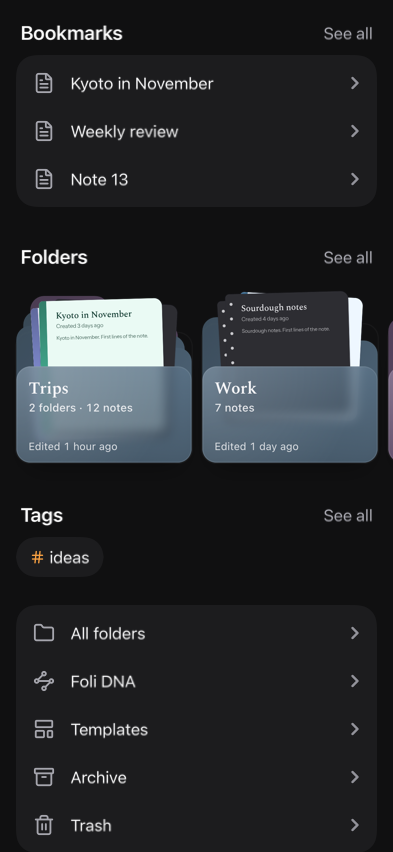 Bookmarks
See all
Kyoto in November
Weekly review
Note 13
Folders
See all
Kyoto in November
Created 3 days ago
Kyoto in November. First lines of the note.
Trips
2 folders · 12 notes
Edited 1 hour ago
Sourdough notes
Created 4 days ago
Sourdough notes. First lines of the note.
Work
7 notes
Edited 1 day ago
Tags
See all
# ideas
All folders
Foli DNA
Templates
Archive
Trash